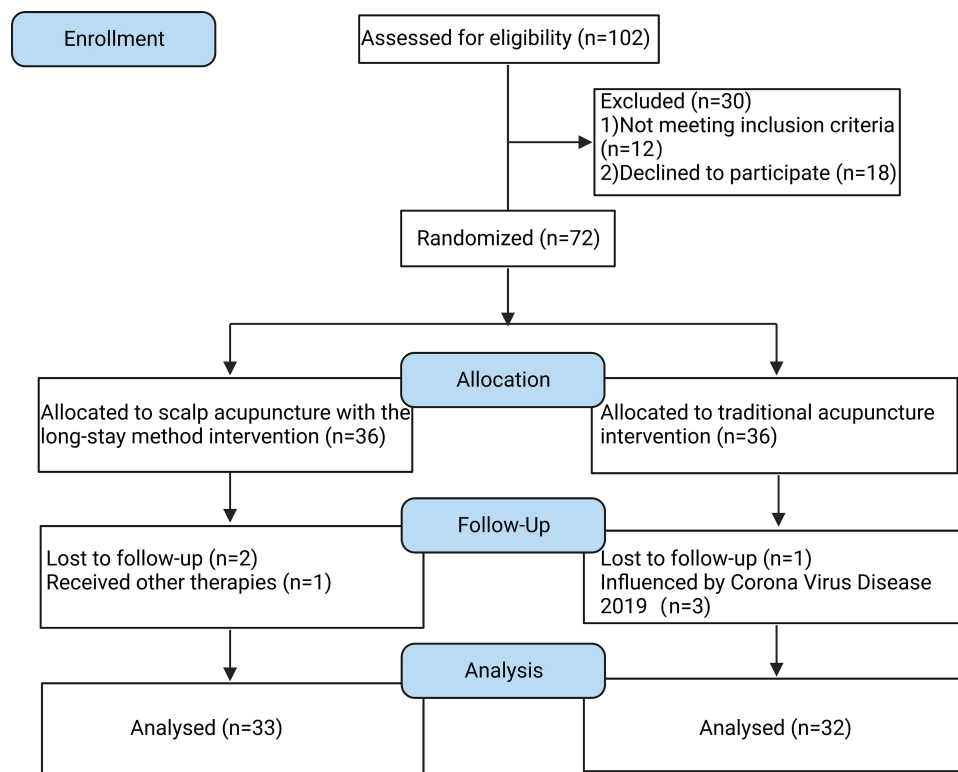 Enrollment
Assessed for eligibility (n=102)
Excluded (n=30)
1)Not meeting inclusion criteria
(n=12)
2)Declined to participate (n=18)
Randomized (n=72)
Allocation
Allocated to scalp acupuncture with the
long-stay method intervention (n=36)
Allocated to traditional acupuncture
intervention (n=36)
Follow-Up
Lost to follow-up (n=2)
Received other therapies (n=1)
Lost to follow-up (n=1)
Influenced by Corona Virus Disease
2019 (n=3)
Analysis
Analysed (n=33)
Analysed (n=32)